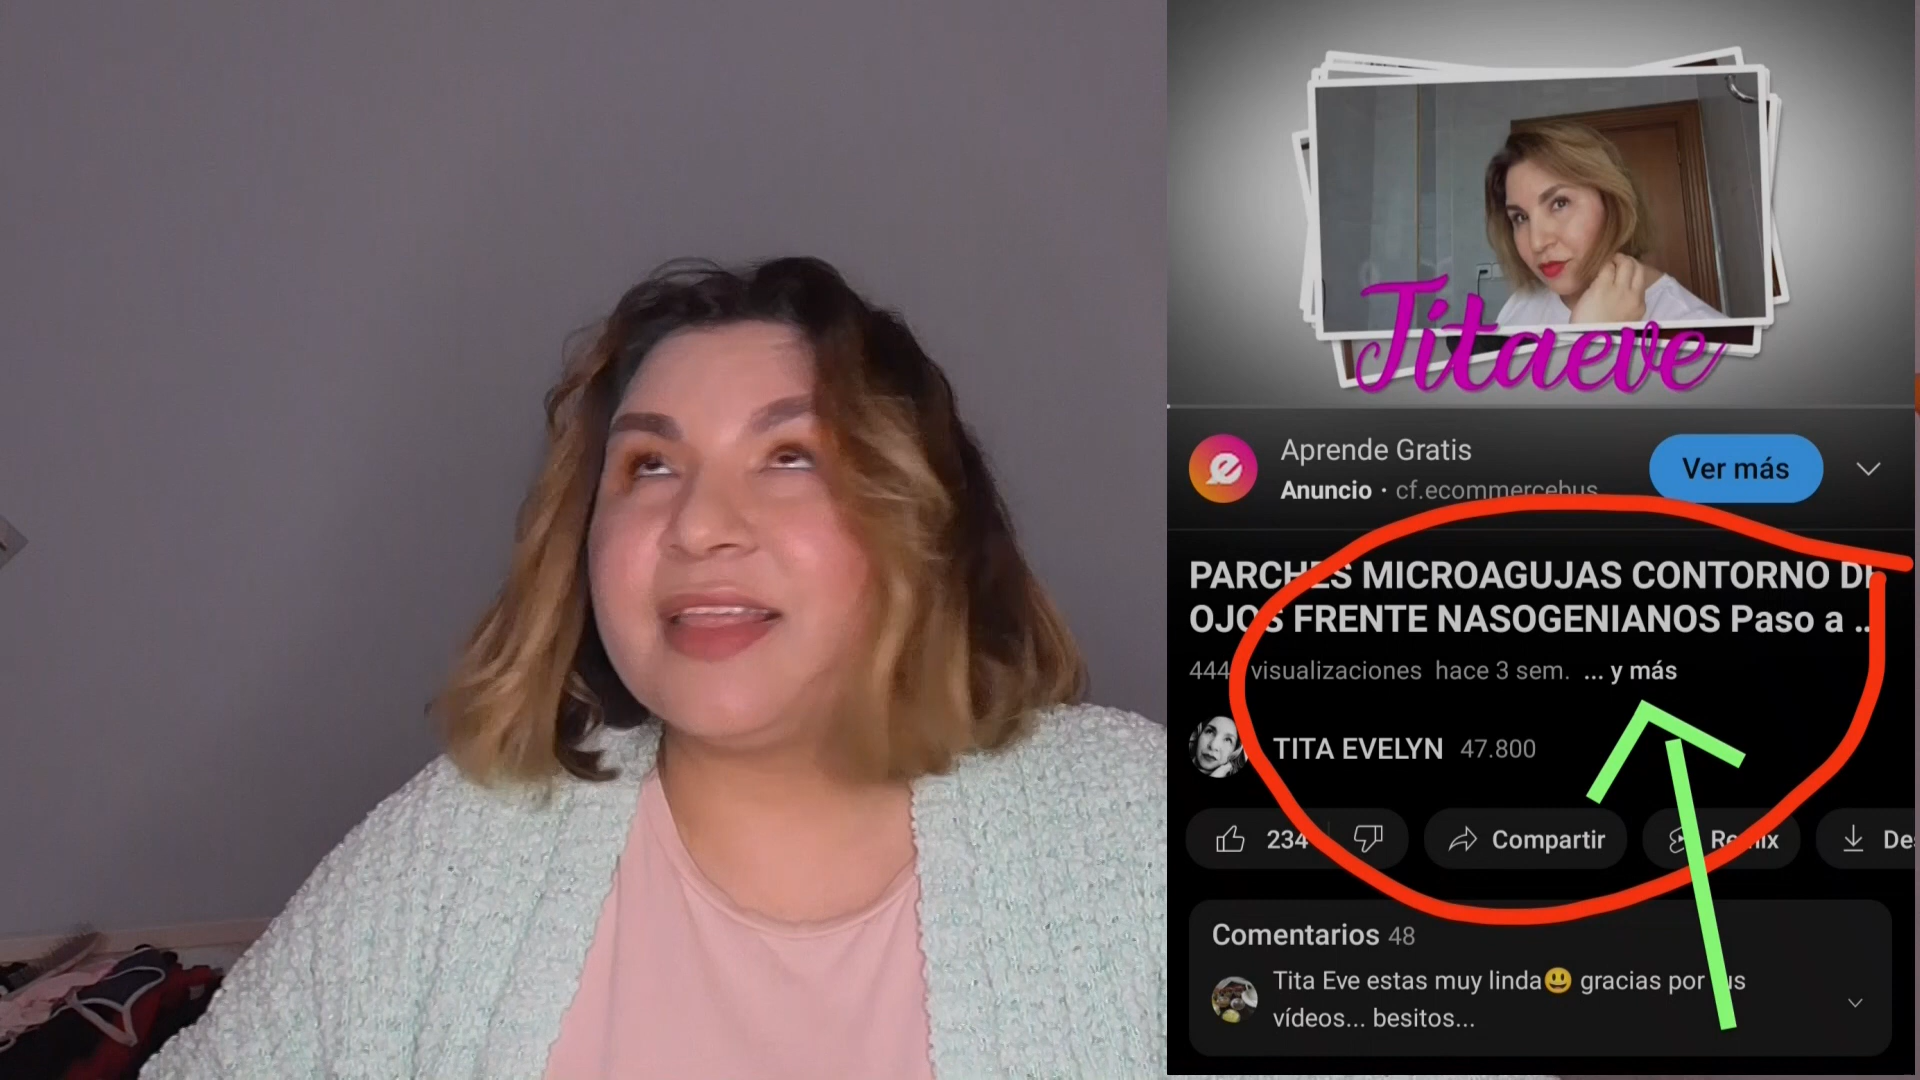 Titaeve
Aprende Gratis
Ver más
Anuncio · cf.ecommercebus
PARCHES MICROAGUJAS CONTORNO DE
OJOS FRENTE NASOGENIANOS Paso a ...
444 visualizaciones hace 3 sem. ... y más
TITA EVELYN 47.800
234 Compartir Remix
Comentarios 48
Tita Eve estas muy linda😃 gracias por tus
vídeos... besitos...